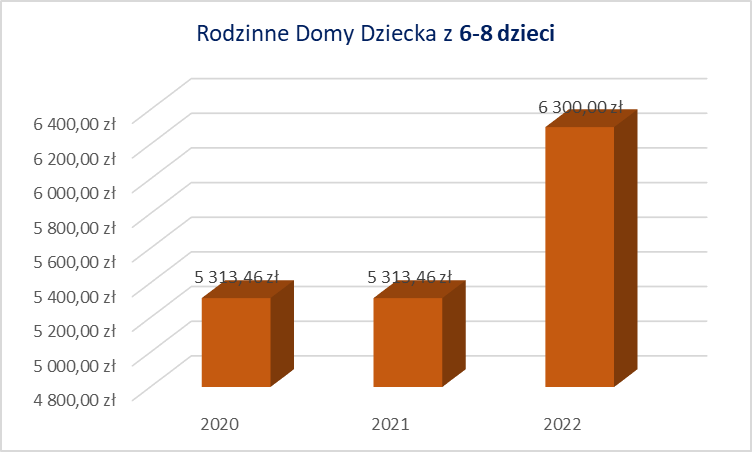 Rodzinne Domy Dziecka z 6-8 dzieci
6 400,00 zł
6 200,00 zł
6 000,00 zł
5 800,00 zł
5 600,00 zł
5 400,00 zł
5 200,00 zł
5 000,00 zł
4 800,00 zł
5 313,46 zł
5 313,46 zł
6 300,00 zł
2020
2021
2022